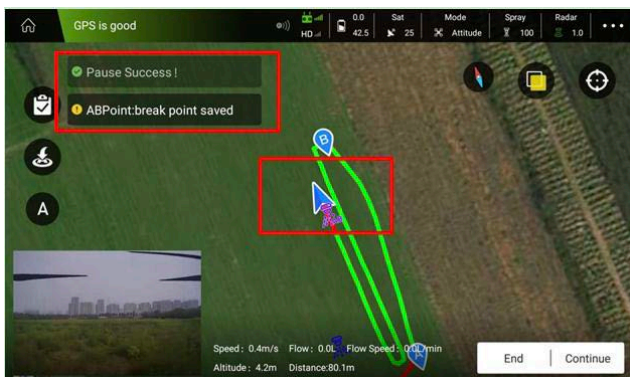 GPS is good
HD
0.0
42.5
Sat
25
Mode
Attitude
Spray
100
Radar
1.0
Pause Success !
ABPoint:break point saved
B
A
Speed: 0.4m/s Flow: 0.0L Flow Speed: 0.0L/min
A
Altitude: 4.2m Distance:80.1m
End Continue